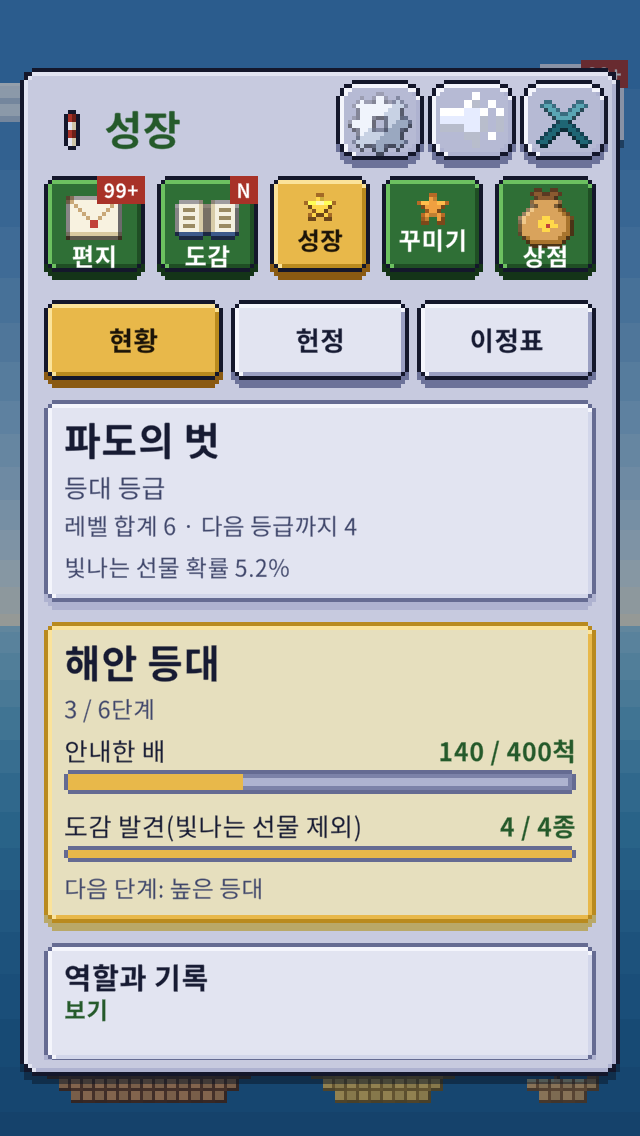 성장
99+
편지
N
도감
성장
꾸미기
상점
현황
헌정
이정표
파도의 벗
등대 등급
레벨 합계 6 · 다음 등급까지 4
빛나는 선물 확률 5.2%
해안 등대
3 / 6단계
안내한 배 140 / 400척
도감 발견(빛나는 선물 제외) 4 / 4종
다음 단계: 높은 등대
역할과 기록
보기